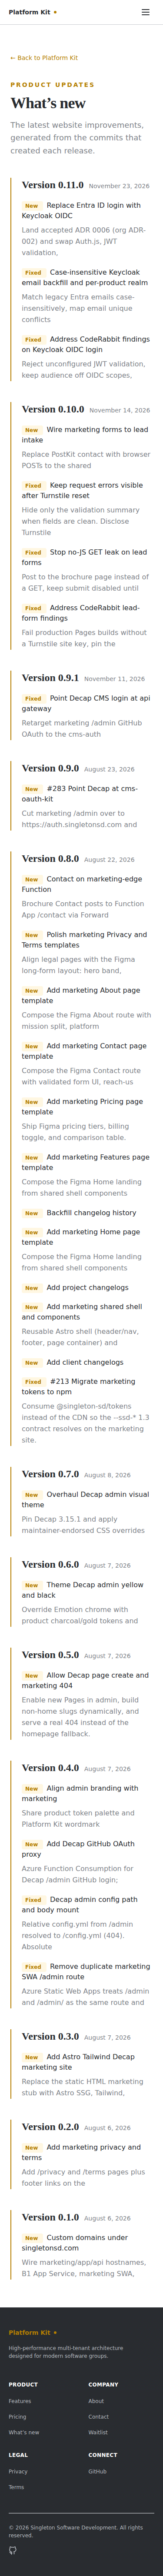 Platform Kit
← Back to Platform Kit
PRODUCT UPDATES
What's new
The latest website improvements,
generated from the commits that
created each release.
Version 0.11.0 November 23, 2026
New Replace Entra ID login with
Keycloak OIDC
Land accepted ADR 0006 (org ADR-
002) and swap Auth.js, JWT
validation,
Fixed Case-insensitive Keycloak
email backfill and per-product realm
Match legacy Entra emails case-
insensitively, map email unique
conflicts
Fixed Address CodeRabbit findings
on Keycloak OIDC login
Reject unconfigured JWT validation,
keep audience off OIDC scopes,
Version 0.10.0 November 14, 2026
New Wire marketing forms to lead
intake
Replace PostKit contact with browser
POSTs to the shared
Fixed Keep request errors visible
after Turnstile reset
Hide only the validation summary
when fields are clean. Disclose
Turnstile
Fixed Stop no-JS GET leak on lead
forms
Post to the brochure page instead of
a GET, keep submit disabled until
Fixed Address CodeRabbit lead-
form findings
Fail production Pages builds without
a Turnstile site key, pin the
Version 0.9.1 November 11, 2026
Fixed Point Decap CMS login at api
gateway
Retarget marketing /admin GitHub
OAuth to the cms-auth
Version 0.9.0 August 23, 2026
New #283 Point Decap at cms-
oauth-kit
Cut marketing /admin over to
https://auth.singletonsd.com and
Version 0.8.0 August 22, 2026
New Contact on marketing-edge
Function
Brochure Contact posts to Function
App /contact via Forward
New Polish marketing Privacy and
Terms templates
Align legal pages with the Figma
long-form layout: hero band,
New Add marketing About page
template
Compose the Figma About route with
mission split, platform
New Add marketing Contact page
template
Compose the Figma Contact route
with validated form UI, reach-us
New Add marketing Pricing page
template
Ship Figma pricing tiers, billing
toggle, and comparison table.
New Add marketing Features page
template
Compose the Figma Home landing
from shared shell components
New Backfill changelog history
New Add marketing Home page
template
Compose the Figma Home landing
from shared shell components
New Add project changelogs
New Add marketing shared shell
and components
Reusable Astro shell (header/nav,
footer, page container) and
New Add client changelogs
Fixed #213 Migrate marketing
tokens to npm
Consume @singleton-sd/tokens
instead of the CDN so the --ssd-* 1.3
contract resolves on the marketing
site.
Version 0.7.0 August 8, 2026
New Overhaul Decap admin visual
theme
Pin Decap 3.15.1 and apply
maintainer-endorsed CSS overrides
Version 0.6.0 August 7, 2026
New Theme Decap admin yellow
and black
Override Emotion chrome with
product charcoal/gold tokens and
Version 0.5.0 August 7, 2026
New Allow Decap page create and
marketing 404
Enable new Pages in admin, build
non-home slugs dynamically, and
serve a real 404 instead of the
homepage fallback.
Version 0.4.0 August 7, 2026
New Align admin branding with
marketing
Share product token palette and
Platform Kit wordmark
New Add Decap GitHub OAuth
proxy
Azure Function Consumption for
Decap /admin GitHub login;
Fixed Decap admin config path
and body mount
Relative config.yml from /admin
resolved to /config.yml (404).
Absolute
Fixed Remove duplicate marketing
SWA /admin route
Azure Static Web Apps treats /admin
and /admin/ as the same route and
Version 0.3.0 August 7, 2026
New Add Astro Tailwind Decap
marketing site
Replace the static HTML marketing
stub with Astro SSG, Tailwind,
Version 0.2.0 August 6, 2026
New Add marketing privacy and
terms
Add /privacy and /terms pages plus
footer links on the
Version 0.1.0 August 6, 2026
New Custom domains under
singletonsd.com
Wire marketing/app/api hostnames,
B1 App Service, marketing SWA,
Platform Kit
High-performance multi-tenant architecture
designed for modern software groups.
PRODUCT COMPANY
Features About
Pricing Contact
What's new Waitlist
LEGAL CONNECT
Privacy GitHub
Terms
© 2026 Singleton Software Development. All rights
reserved.